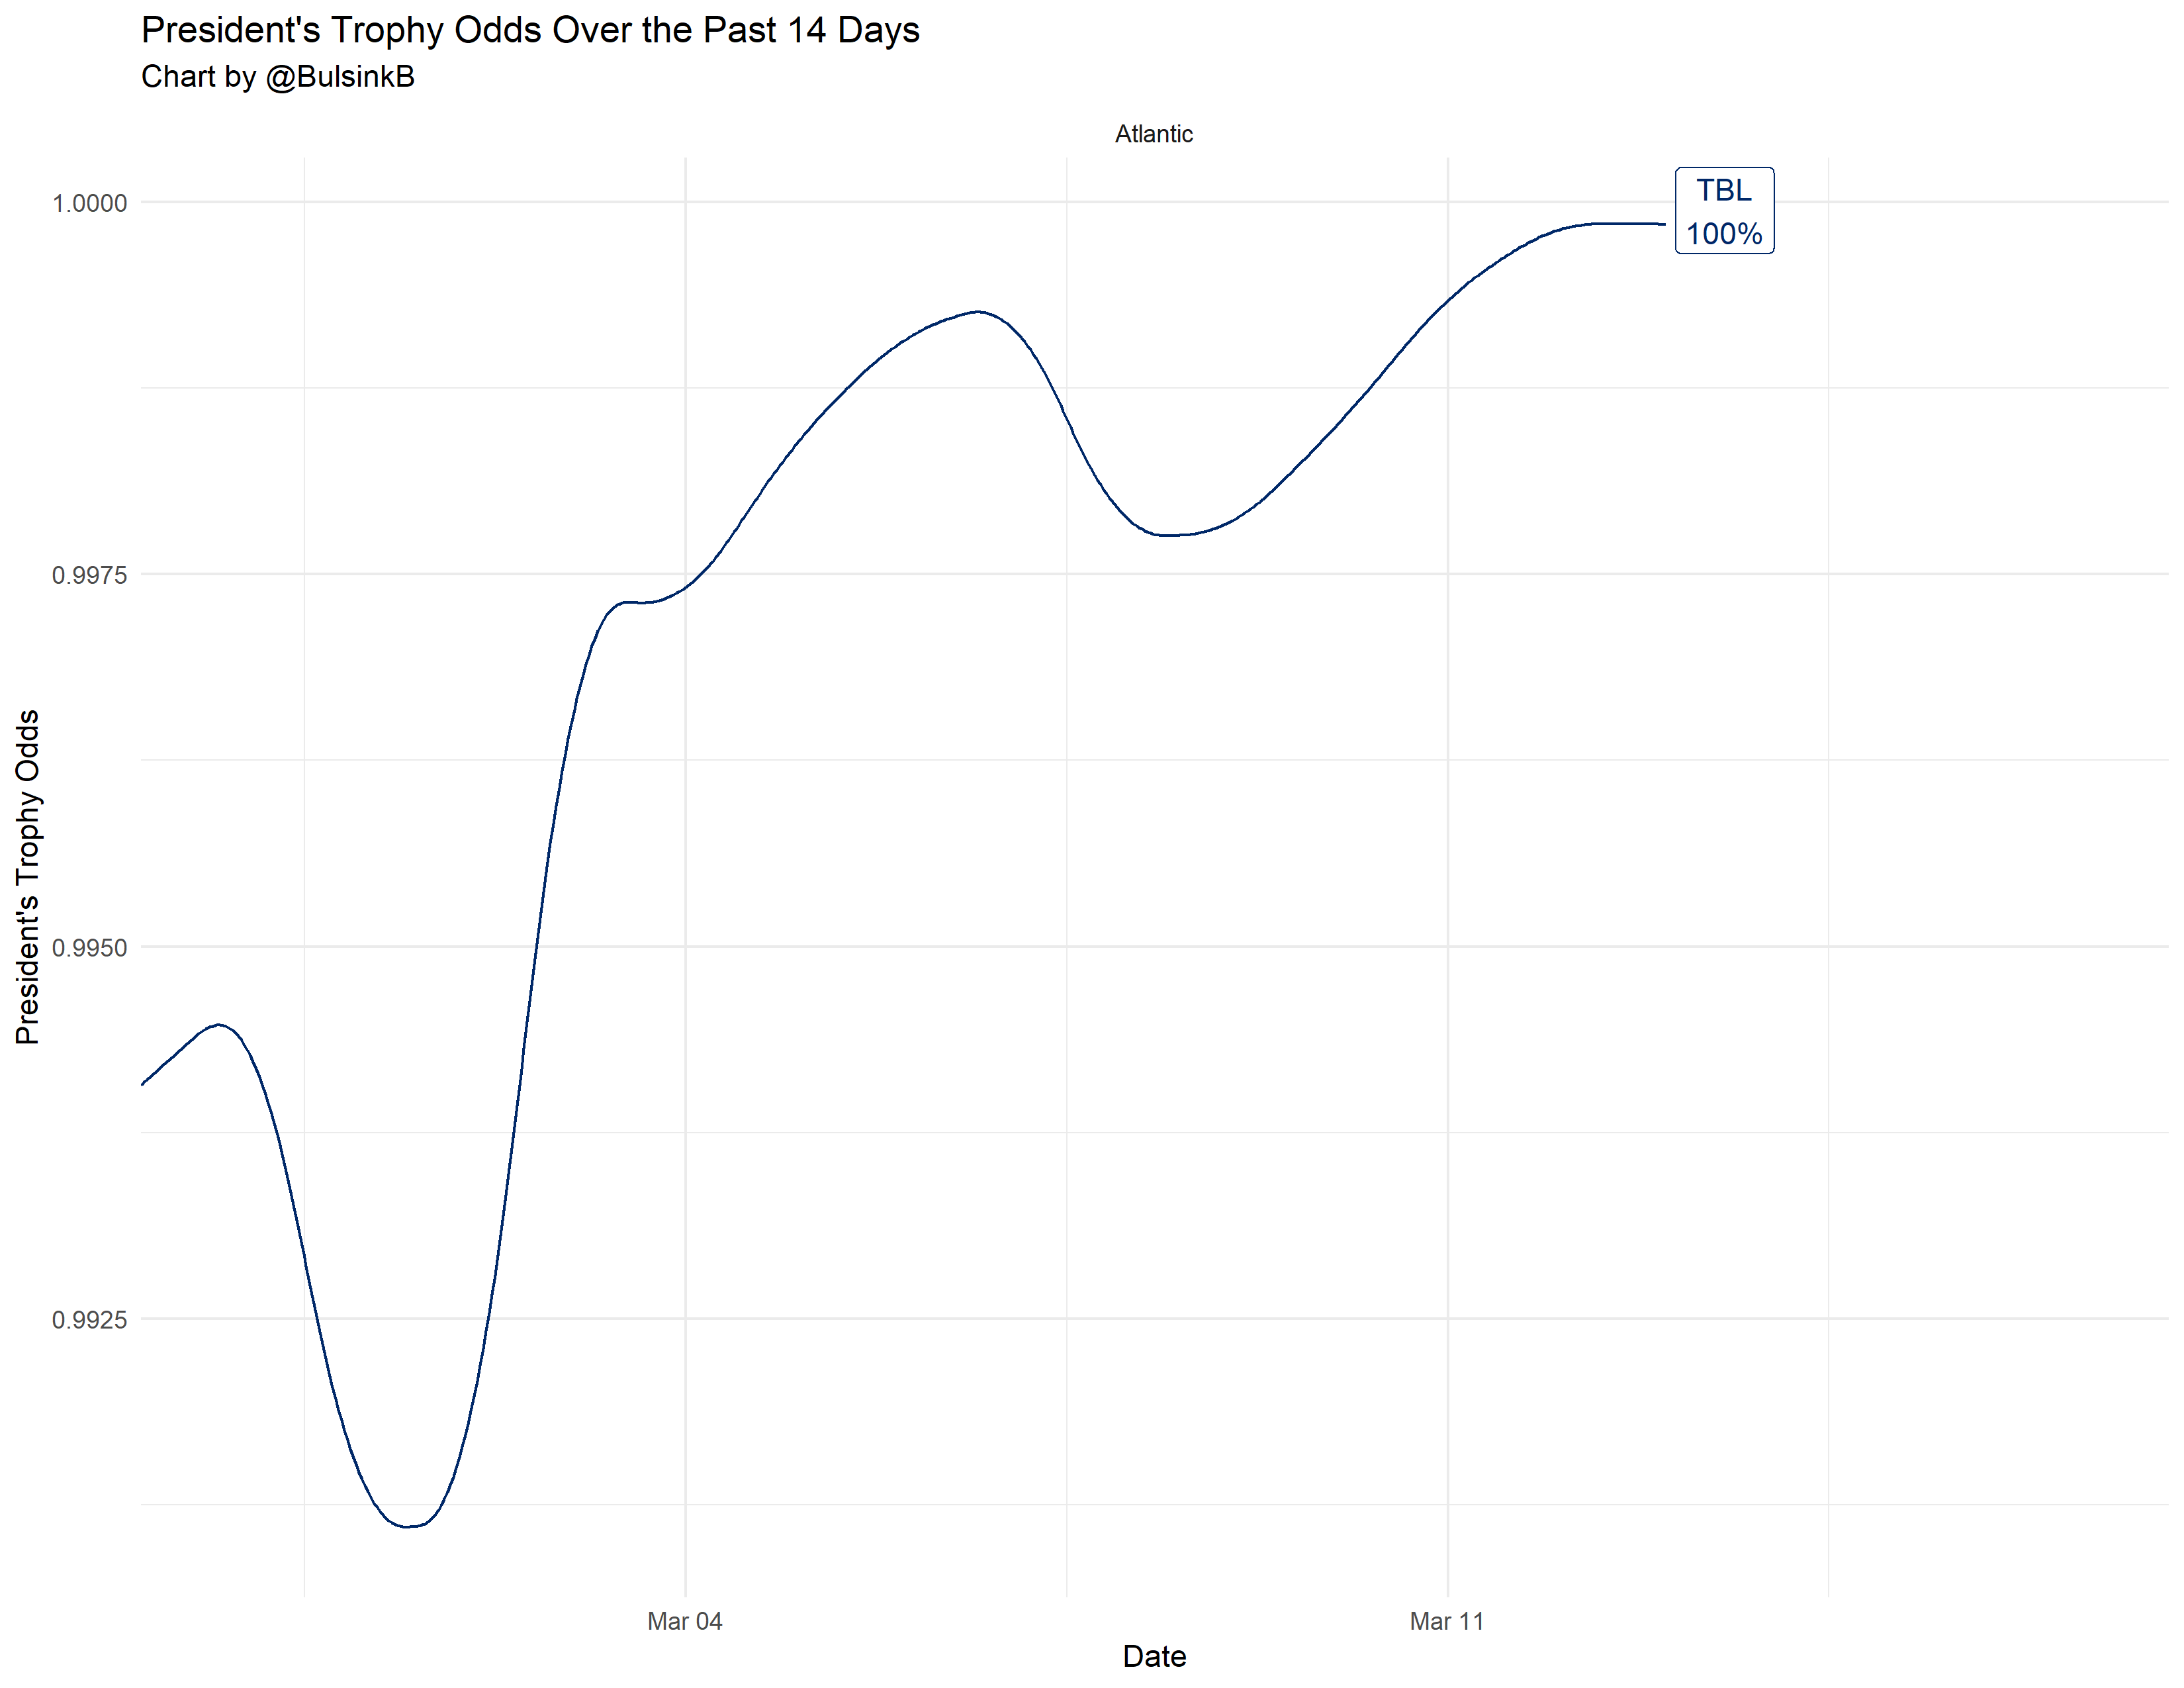 President's Trophy Odds Over the Past 14 Days
Chart by @BulsinkB
Atlantic
TBL
100%
1.0000
0.9975
0.9950
0.9925
President's Trophy Odds
Mar 04
Mar 11
Date